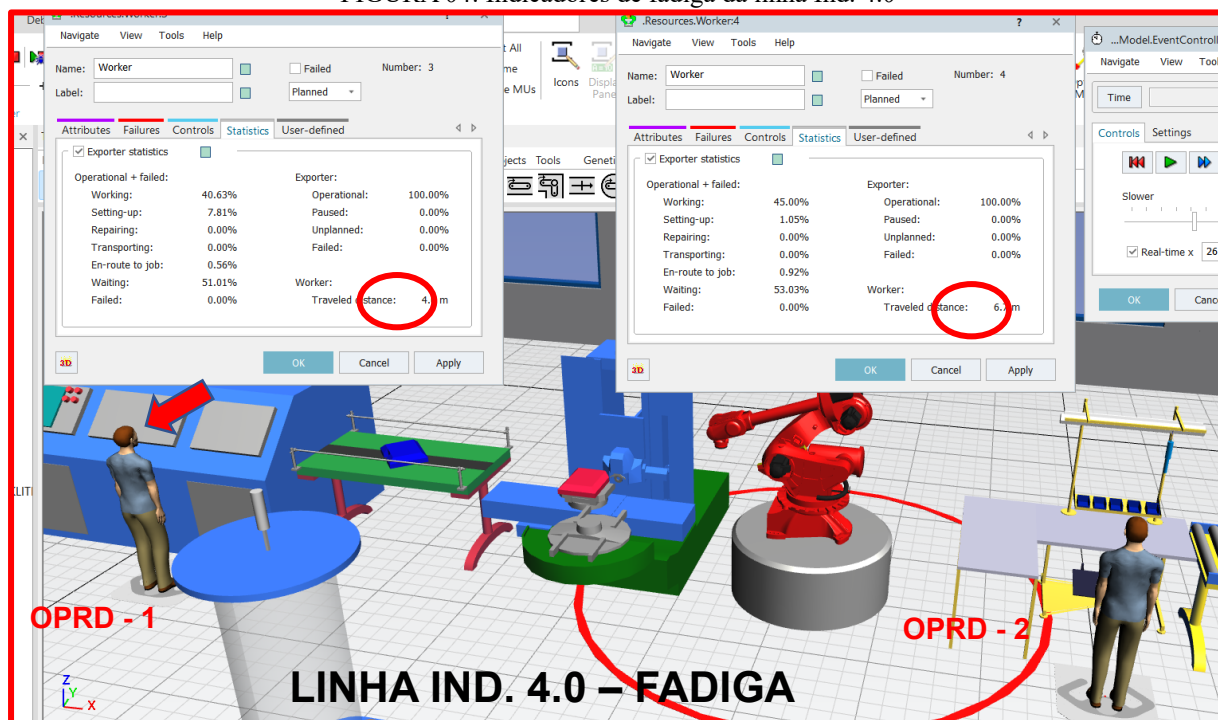 FIGURA 04: Indicadores de fadiga da linha Ind. 4.0
.Resources.Worker:3
Navigate View Tools Help
Name: Worker Failed Number: 3
Label: Planned
Attributes Failures Controls Statistics User-defined
Exporter statistics
Operational + failed: Exporter:
Working: 40.63% Operational: 100.00%
Setting-up: 7.81% Paused: 0.00%
Repairing: 0.00% Unplanned: 0.00%
Transporting: 0.00% Failed: 0.00%
En-route to job: 0.56%
Waiting: 51.01% Worker:
Failed: 0.00% Traveled distance: m
3D OK Cancel Apply
Icons
.Resources.Worker:4 ? ×
Navigate View Tools Help
Name: Worker Failed Number: 4
Label: Planned
Attributes Failures Controls Statistics User-defined
Exporter statistics
Operational + failed: Exporter:
Working: 45.00% Operational: 100.00%
Setting-up: 1.05% Paused: 0.00%
Repairing: 0.00% Unplanned: 0.00%
Transporting: 0.00% Failed: 0.00%
En-route to job: 0.92%
Waiting: 53.03% Worker:
Failed: 0.00% Traveled distance: m
3D OK Cancel Apply
...Model.EventControll
Navigate View Tool
Time
Controls Settings
Slower
Real-time x 26
OK Cance
OPRD - 1
OPRD - 2
LINHA IND. 4.0 – FADIGA
Z
Y
X